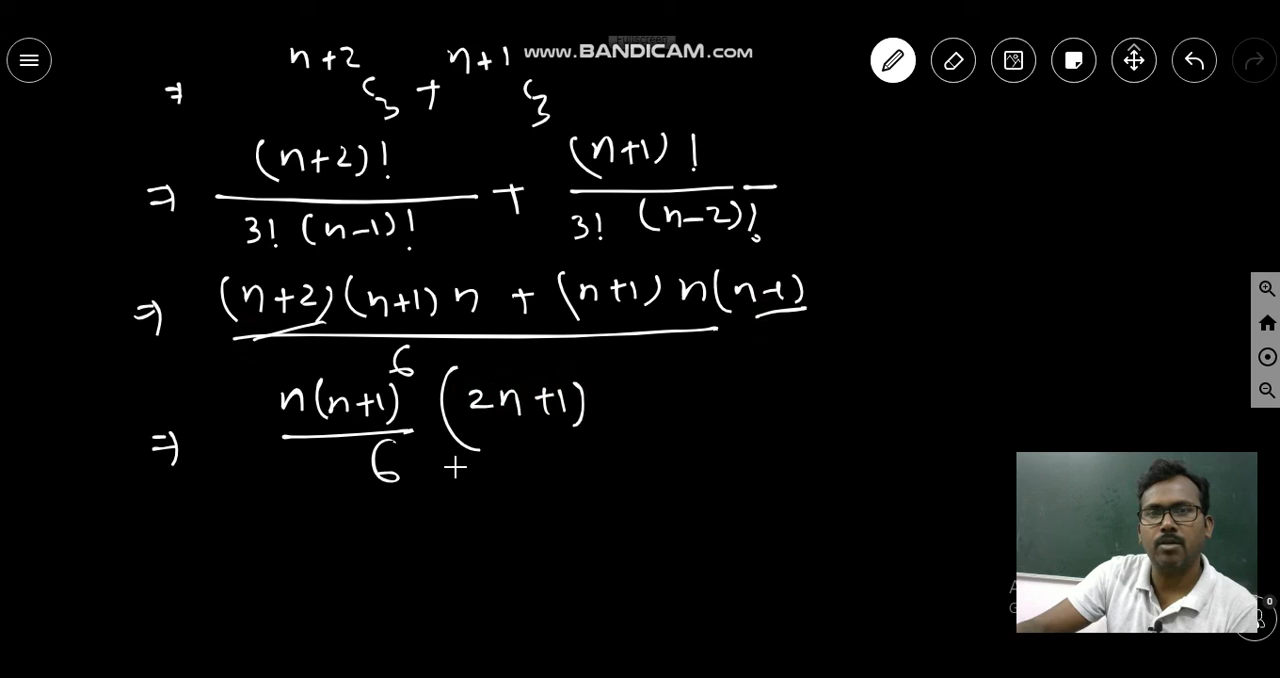 www.BANDICAM.com
⇒ ⁿ⁺²C₃ + ⁿ⁺¹C₃
⇒ (n+2)! / 3! (n-1)! + (n+1)! / 3! (n-2)!
⇒ (n+2)(n+1) n + (n+1) n(n-1) / 6
⇒ n(n+1) / 6 (2n+1)
0